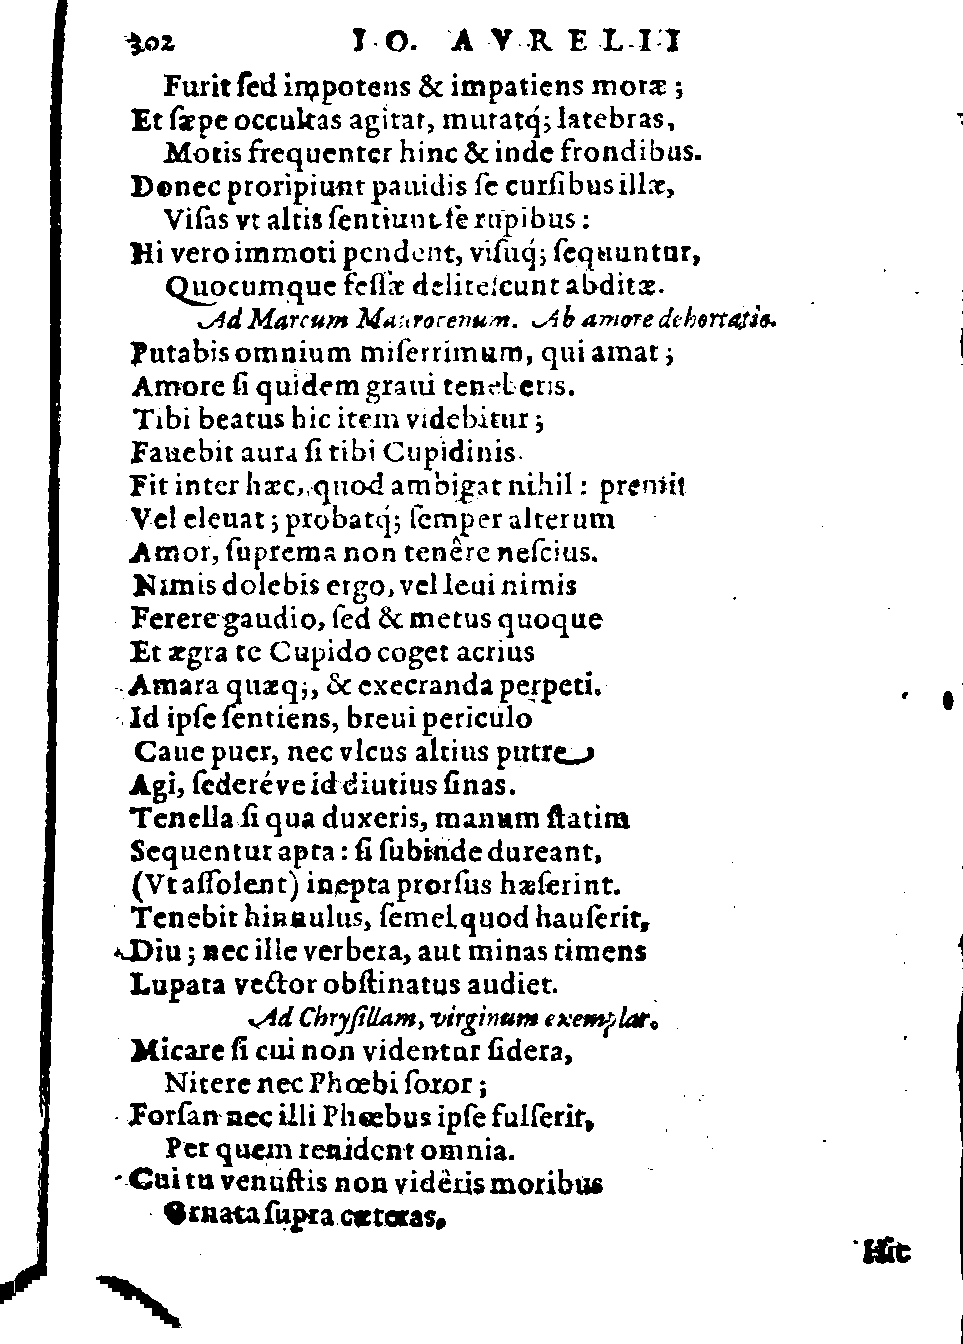 302 IO. AVRELII
Furit ſed impotens & impatiens moræ ;
Et ſæpe occultas agitat, mutatq́; latebras,
Motis frequenter hinc & inde frondibus.
Donec proripiunt pauidis ſe curſibus illæ,
Viſas vt altis ſentiunt ſe rupibus :
Hi vero immoti pendent, viſuq́; ſequuntur,
Quocumque feſſæ deliteſcunt abditæ.
Ad Marcum Maurocenum. Ab amore dehortatio.
Putabis omnium miſerrimum, qui amat ;
Amore ſi quidem graui teneberis.
Tibi beatus hic item videbitur ;
Fauebit aura ſi tibi Cupidinis.
Fit inter hæc, quod ambigat nihil : premit
Vel eleuat ; probatq́; ſemper alterum
Amor, ſuprema non tenêre neſcius.
Nimis dolebis ergo, vel leui nimis
Ferere gaudio, ſed & metus quoque
Et ægra te Cupido coget acrius
Amara quæq;, & execranda perpeti.
Id ipſe ſentiens, breui periculo
Caue puer, nec vlcus altius putre
Agi, ſederéve id diutius ſinas.
Tenella ſi qua duxeris, manum ſtatim
Sequentur apta : ſi ſubinde dureant,
(Vt aſſolent) inepta prorſus hæſerint.
Tenebit hinnulus, ſemel quod hauſerit,
Diu ; nec ille verbera, aut minas timens
Lupata vector obſtinatus audiet.
Ad Chryſillam, virginum exemplar.
Micare ſi cui non videntur ſidera,
Nitere nec Phœbi ſoror ;
Forſan nec illi Phœbus ipſe fulſerit,
Per quem renident omnia.
Cui tu venuſtis non vidêris moribus
Ornata ſupra cæteras,
Hic